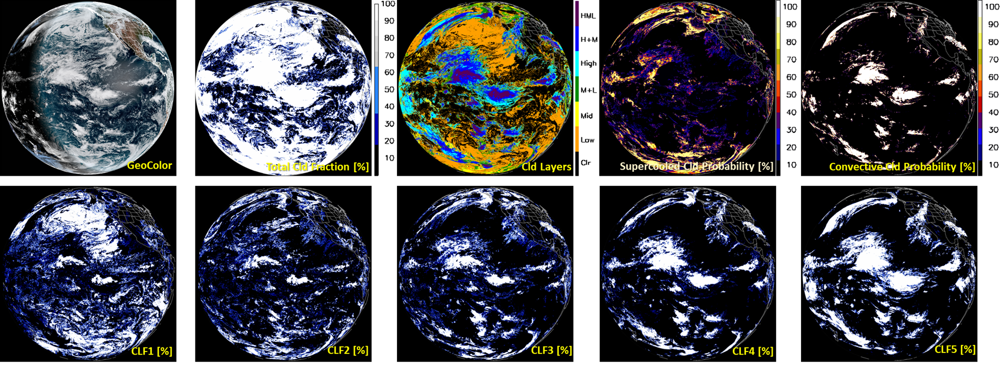 100
90
80
70
60
50
40
30
20
10
HML
H+M
High
M+L
Mid
Low
Clr
100
90
80
70
60
50
40
30
20
10
100
90
80
70
60
50
40
30
20
10
GeoColor
Total Cld Fraction [%]
Cld Layers
Supercooled Cld Probability [%]
Convective Cld Probability [%]
CLF1 [%]
CLF2 [%]
CLF3 [%]
CLF4 [%]
CLF5 [%]